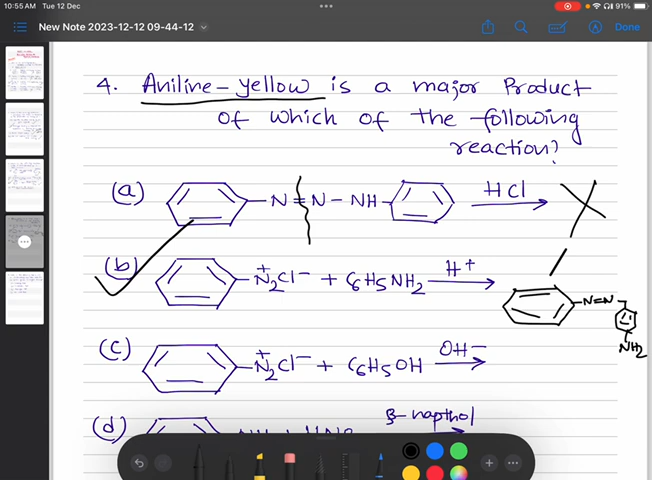 10:55 AM Tue 12 Dec
91%
New Note 2023-12-12 09-44-12
Done
4. Aniline-yellow is a major Product
of which of the following
reaction?
(a) N = N - NH HCl
(b) N2+Cl- + C6H5NH2 H+
N=N
NH2
(c) N2+Cl- + C6H5OH OH-
(d) β-napthol